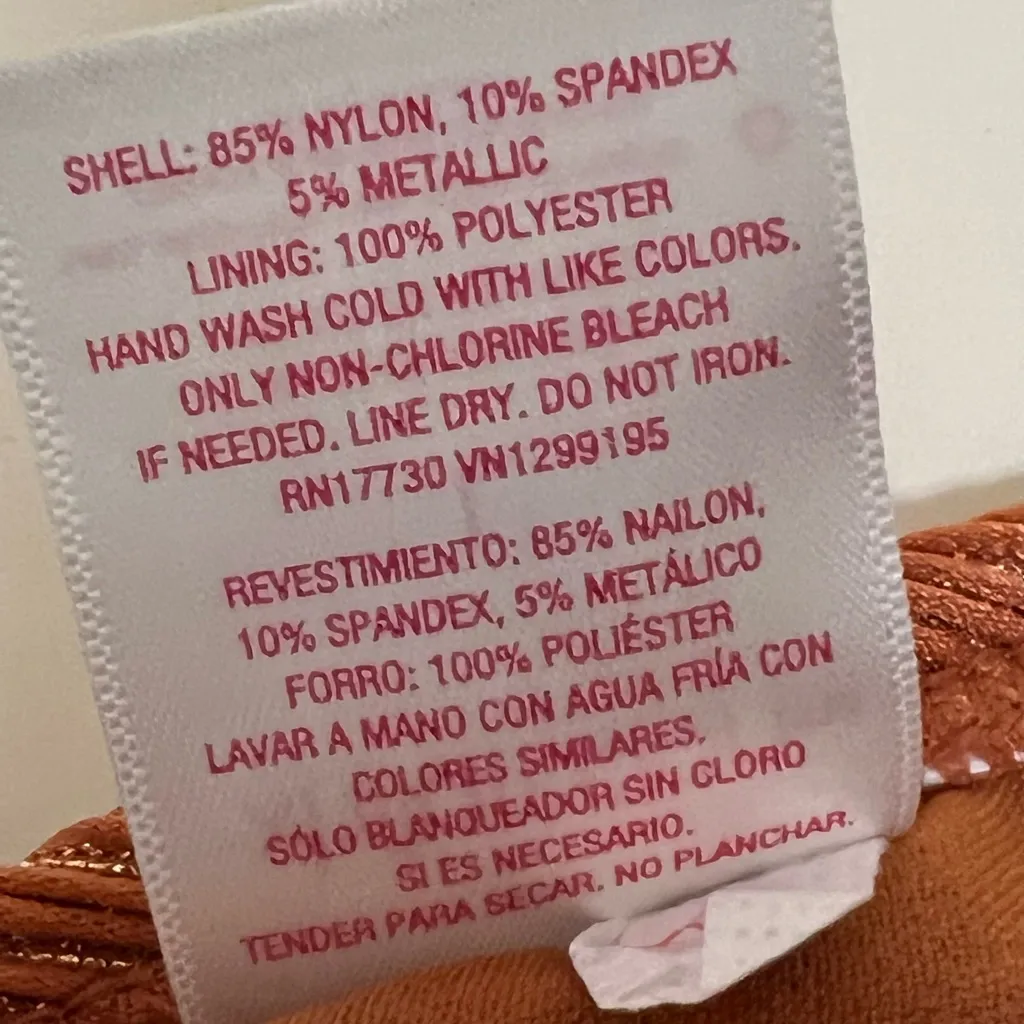 SHELL: 85% NYLON, 10% SPANDEX
5% METALLIC
LINING: 100% POLYESTER
HAND WASH COLD WITH LIKE COLORS.
ONLY NON-CHLORINE BLEACH
IF NEEDED. LINE DRY. DO NOT IRON.
RN17730 VN1299195
REVESTIMIENTO: 85% NAILON,
10% SPANDEX, 5% METÁLICO
FORRO: 100% POLIÉSTER
LAVAR A MANO CON AGUA FRÍA CON
COLORES SIMILARES.
SÓLO BLANQUEADOR SIN CLORO
SI ES NECESARIO.
TENDER PARA SECAR. NO PLANCHAR.